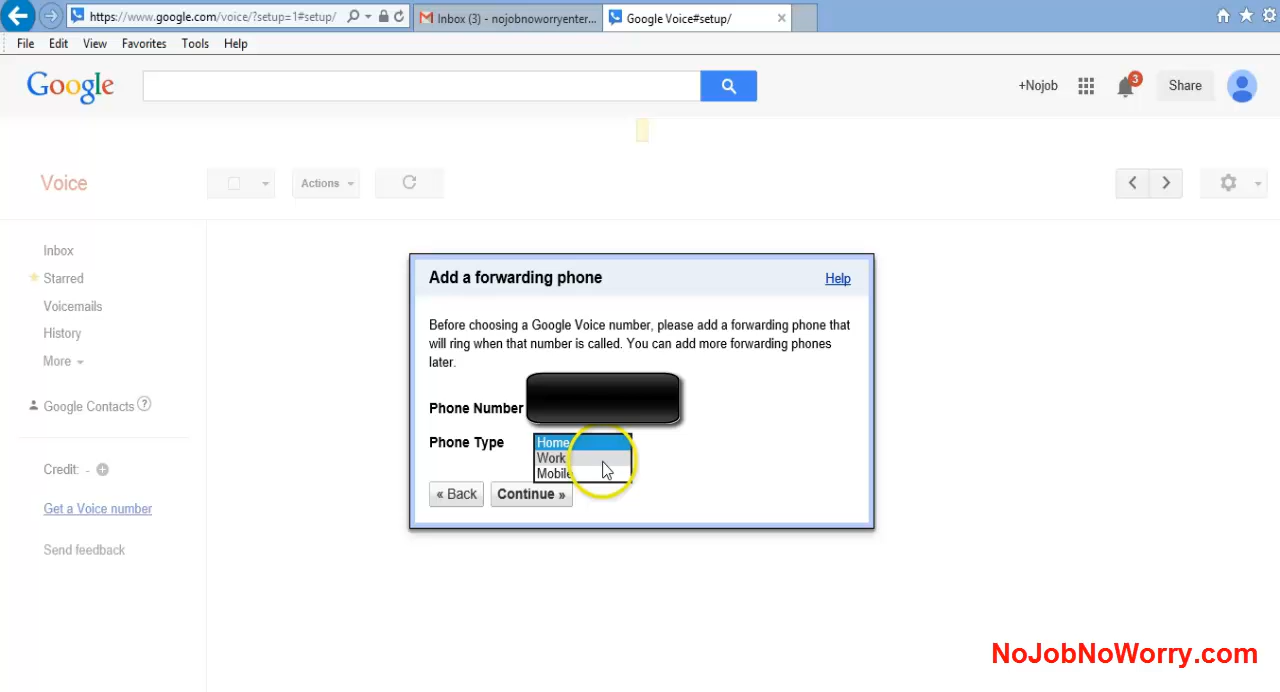 https://www.google.com/voice/?setup=1#setup/
Inbox (3) - nojobnoworryenter...
Google Voice#setup/
File Edit View Favorites Tools Help
Google
+Nojob
3
Share
Voice
Actions
Inbox
Starred
Voicemails
History
More
Google Contacts ?
Credit: -
Get a Voice number
Send feedback
Add a forwarding phone
Help
Before choosing a Google Voice number, please add a forwarding phone that
will ring when that number is called. You can add more forwarding phones
later.
Phone Number
Phone Type
Home
Work
Mobile
« Back
Continue »
NoJobNoWorry.com